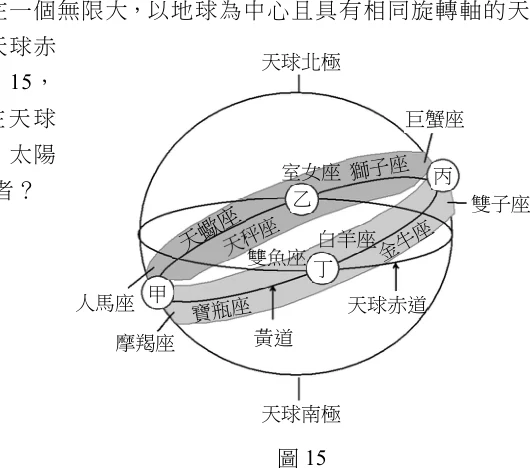 在一個無限大，以地球為中心且具有相同旋轉軸的天
天球赤
15，
在天球
太陽
者？
天球北極
巨蟹座
室女座 獅子座
丙
乙
雙子座
天蠍座
天秤座
白羊座
金牛座
雙魚座
丁
人馬座
甲
寶瓶座
天球赤道
摩羯座
黃道
天球南極
圖 15